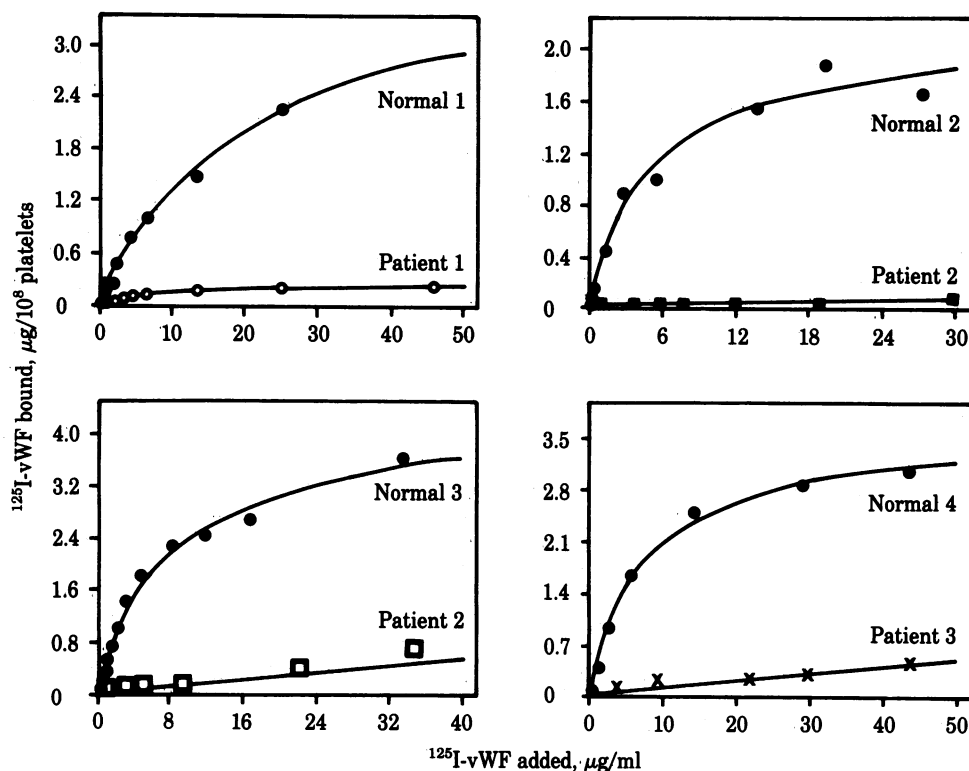 ¹²⁵I-vWF bound, μg/10⁸ platelets
3.0
2.4
1.8
1.2
0.6
0
Normal 1
Patient 1
0 10 20 30 40 50
2.0
1.6
1.2
0.8
0.4
0
Normal 2
Patient 2
0 6 12 18 24 30
4.0
3.2
2.4
1.6
0.8
0
Normal 3
Patient 2
0 8 16 24 32 40
3.5
2.8
2.1
1.4
0.7
0
Normal 4
Patient 3
0 10 20 30 40 50
¹²⁵I-vWF added, μg/ml